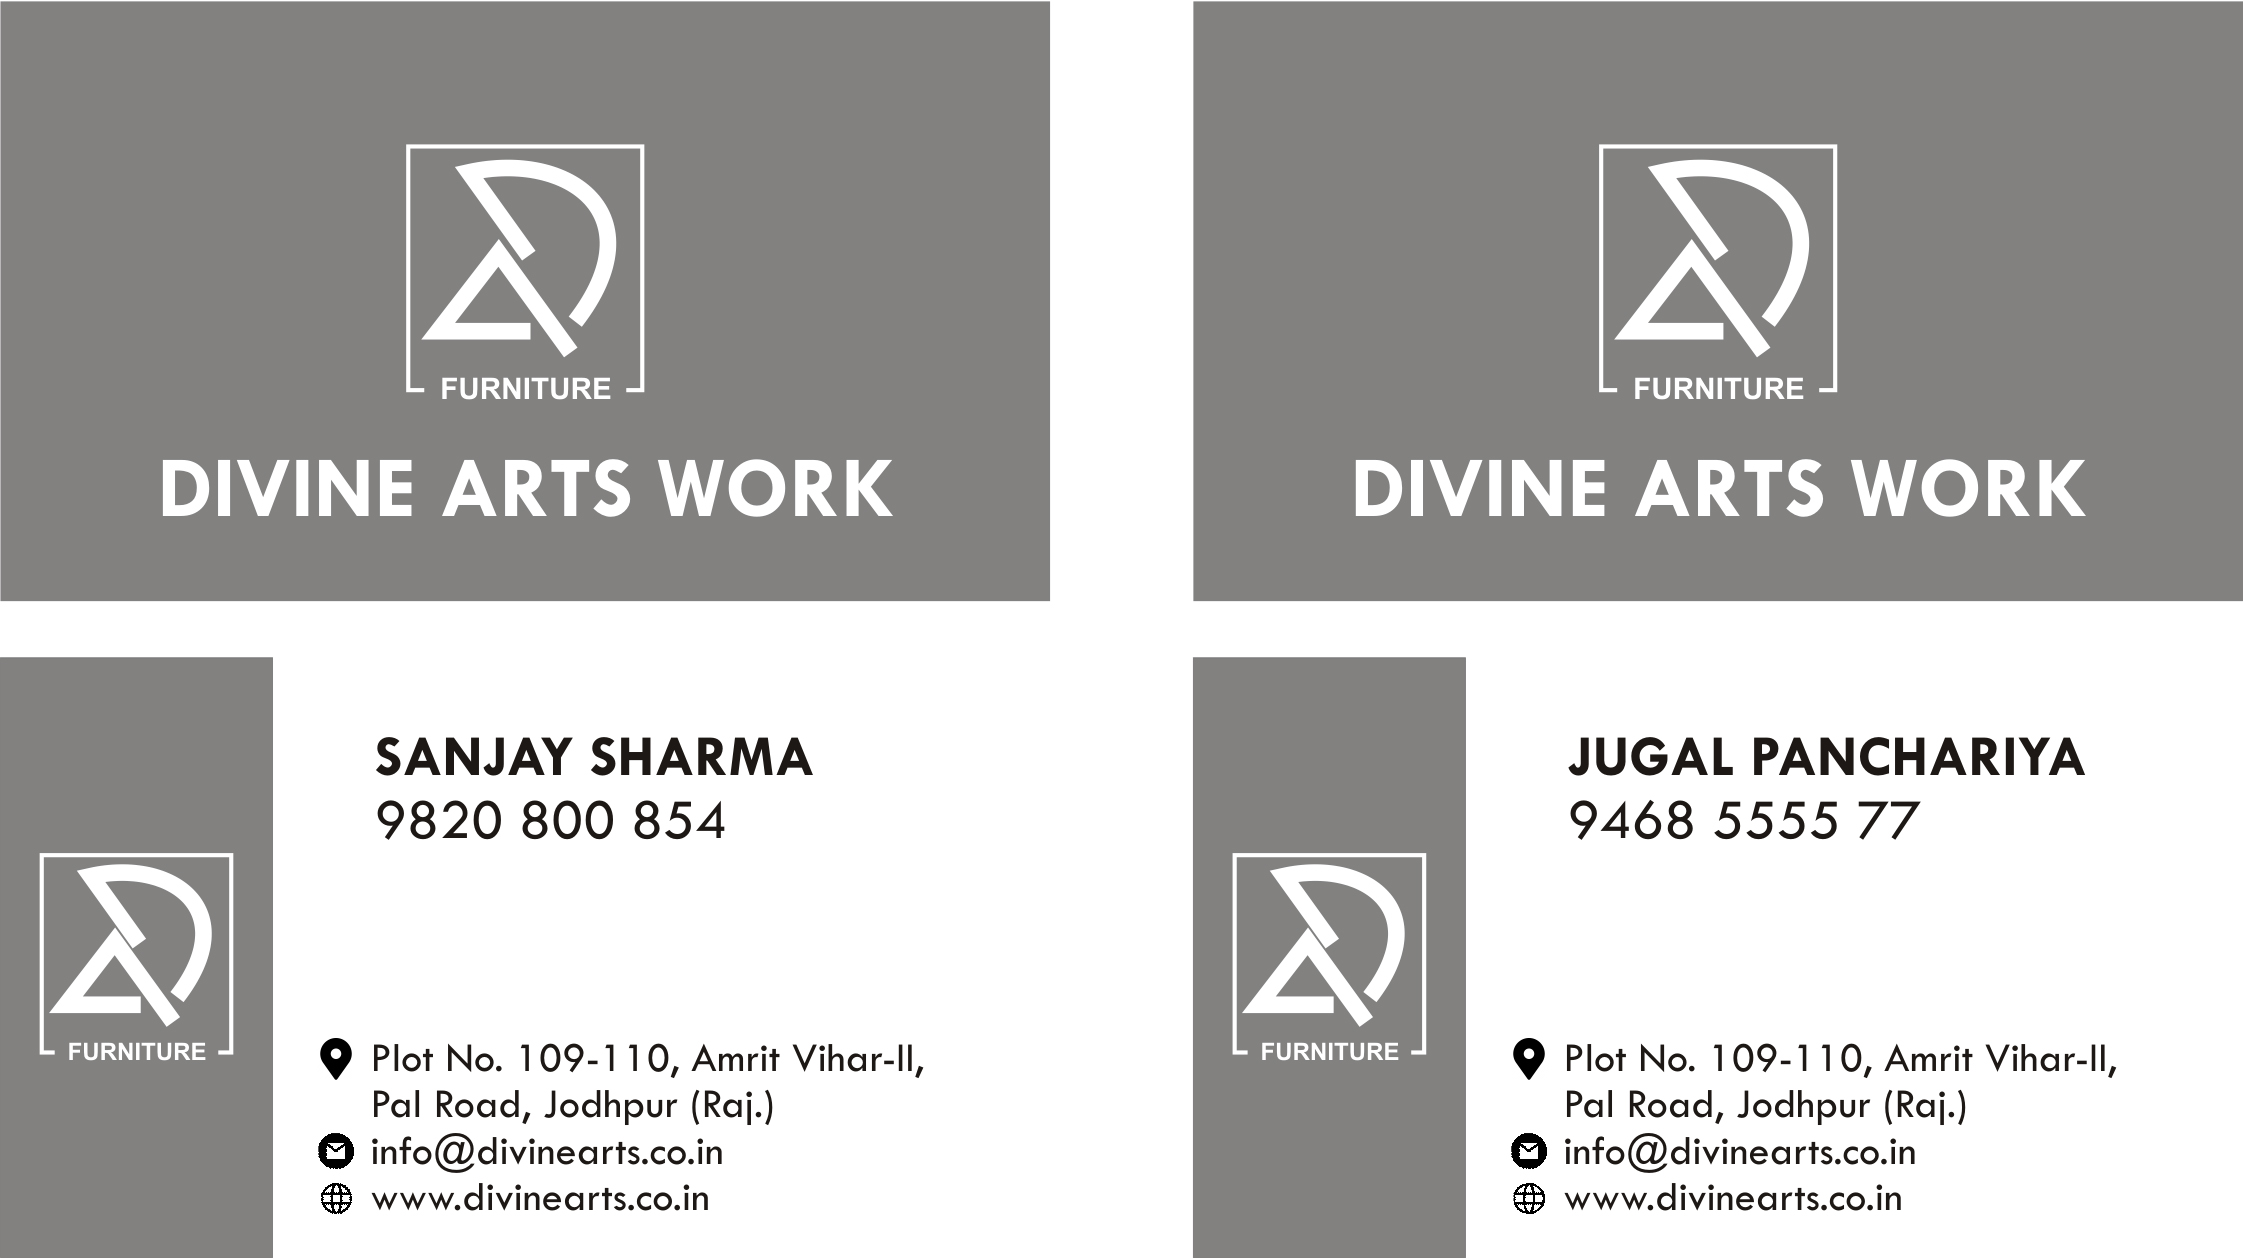 FURNITURE
DIVINE ARTS WORK
FURNITURE
DIVINE ARTS WORK
SANJAY SHARMA
9820 800 854
FURNITURE
Plot No. 109-110, Amrit Vihar-II,
Pal Road, Jodhpur (Raj.)
info@divinearts.co.in
www.divinearts.co.in
JUGAL PANCHARIYA
9468 5555 77
FURNITURE
Plot No. 109-110, Amrit Vihar-II,
Pal Road, Jodhpur (Raj.)
info@divinearts.co.in
www.divinearts.co.in